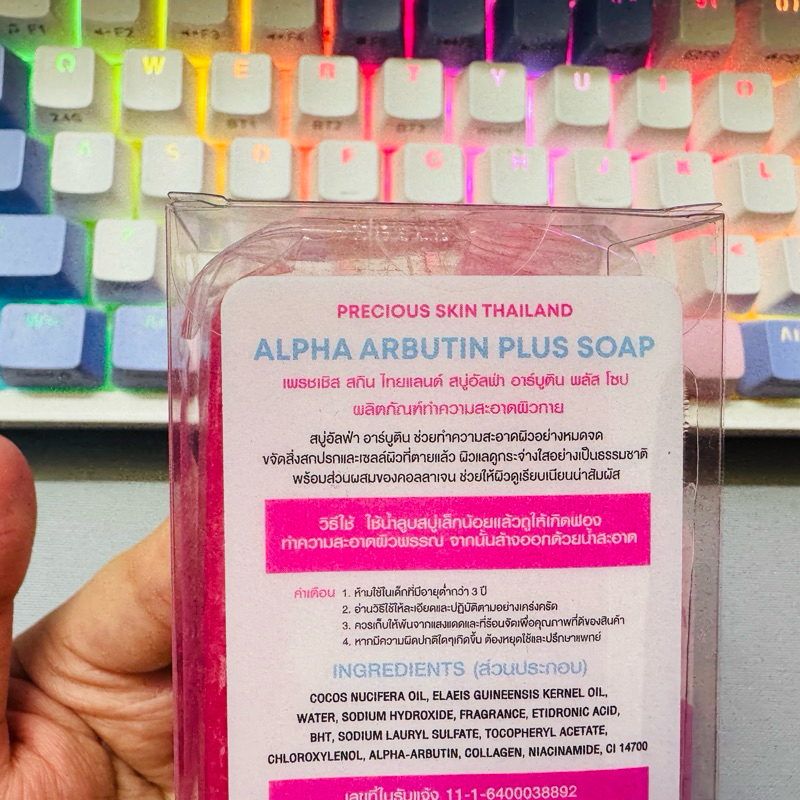 F1
F2
F3
Q W E R T Y U I O
A S D F G H J K L
PRECIOUS SKIN THAILAND
ALPHA ARBUTIN PLUS SOAP
เพรชเชิส สกิน ไทยแลนด์ สบู่อัลฟ่า อาร์บูติน พลัส โซป
ผลิตภัณฑ์ทำความสะอาดผิวกาย
สบู่อัลฟ่า อาร์บูติน ช่วยทำความสะอาดผิวอย่างหมดจด
ขจัดสิ่งสกปรกและเซลล์ผิวที่ตายแล้ว ผิวแลดูกระจ่างใสอย่างเป็นธรรมชาติ
พร้อมส่วนผสมของคอลลาเจน ช่วยให้ผิวดูเรียบเนียนน่าสัมผัส
วิธีใช้ ใช้น้ำลูบสบู่เล็กน้อยแล้วถูให้เกิดฟอง
ทำความสะอาดผิวพรรณ จากนั้นล้างออกด้วยน้ำสะอาด
คำเตือน 1. ห้ามใช้ในเด็กที่มีอายุต่ำกว่า 3 ปี
2. อ่านวิธีใช้ให้ละเอียดและปฏิบัติตามอย่างเคร่งครัด
3. ควรเก็บให้พ้นจากแสงแดดและที่ร้อนจัดเพื่อคุณภาพที่ดีของสินค้า
4. หากมีความผิดปกติใดๆเกิดขึ้น ต้องหยุดใช้และปรึกษาแพทย์
INGREDIENTS (ส่วนประกอบ)
COCOS NUCIFERA OIL, ELAEIS GUINEENSIS KERNEL OIL,
WATER, SODIUM HYDROXIDE, FRAGRANCE, ETIDRONIC ACID,
BHT, SODIUM LAURYL SULFATE, TOCOPHERYL ACETATE,
CHLOROXYLENOL, ALPHA-ARBUTIN, COLLAGEN, NIACINAMIDE, CI 14700
เลขที่ใบรับแจ้ง 11-1-6400038892